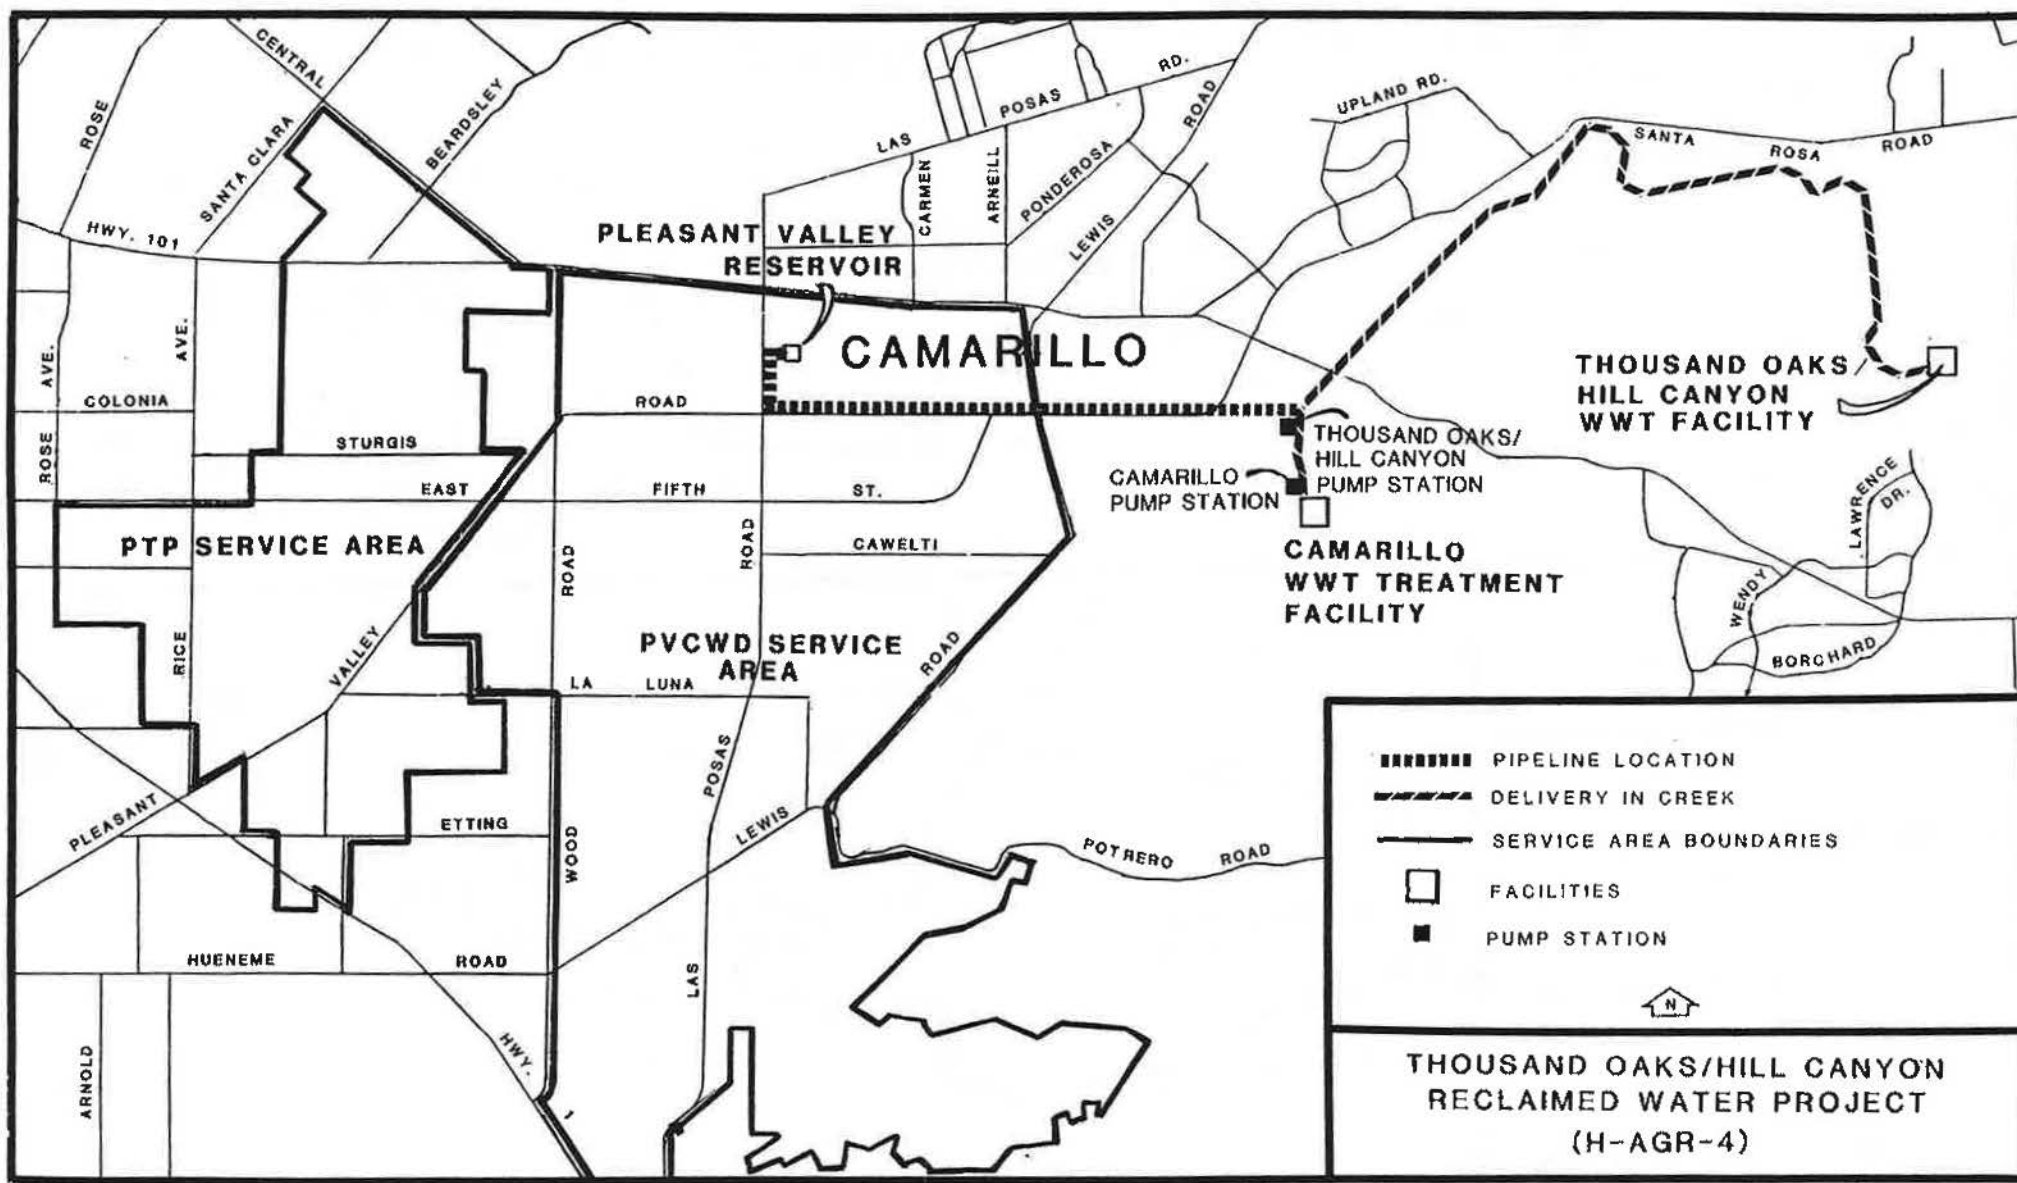 CENTRAL
ROSE
SANTA CLARA
BEARDSLEY
HWY. 101
LAS
POSAS
RD.
ROAD
UPLAND RD.
SANTA
ROSA
ROAD
CARMEN
ARNEILL
PONDEROSA
LEWIS
PLEASANT VALLEY
RESERVOIR
CAMARILLO
AVE.
ROSE AVE.
COLONIA
ROAD
STURGIS
ROSE
EAST
FIFTH
ST.
THOUSAND OAKS
HILL CANYON
WWT FACILITY
THOUSAND OAKS/
HILL CANYON
PUMP STATION
CAMARILLO
PUMP STATION
CAMARILLO
WWT TREATMENT
FACILITY
LAWRENCE
DR.
WENDY
BORCHARD
PTP SERVICE AREA
ROAD
ROAD
CAWELTI
RICE
VALLEY
PVCWD SERVICE
AREA
ROAD
LA
LUNA
POSAS
PLEASANT
ETTING
WOOD
LEWIS
POTRERO
ROAD
HUENEME
ROAD
LAS
ARNOLD
HWY.
1
PIPELINE LOCATION
DELIVERY IN CREEK
SERVICE AREA BOUNDARIES
FACILITIES
PUMP STATION
N
THOUSAND OAKS/HILL CANYON
RECLAIMED WATER PROJECT
(H-AGR-4)